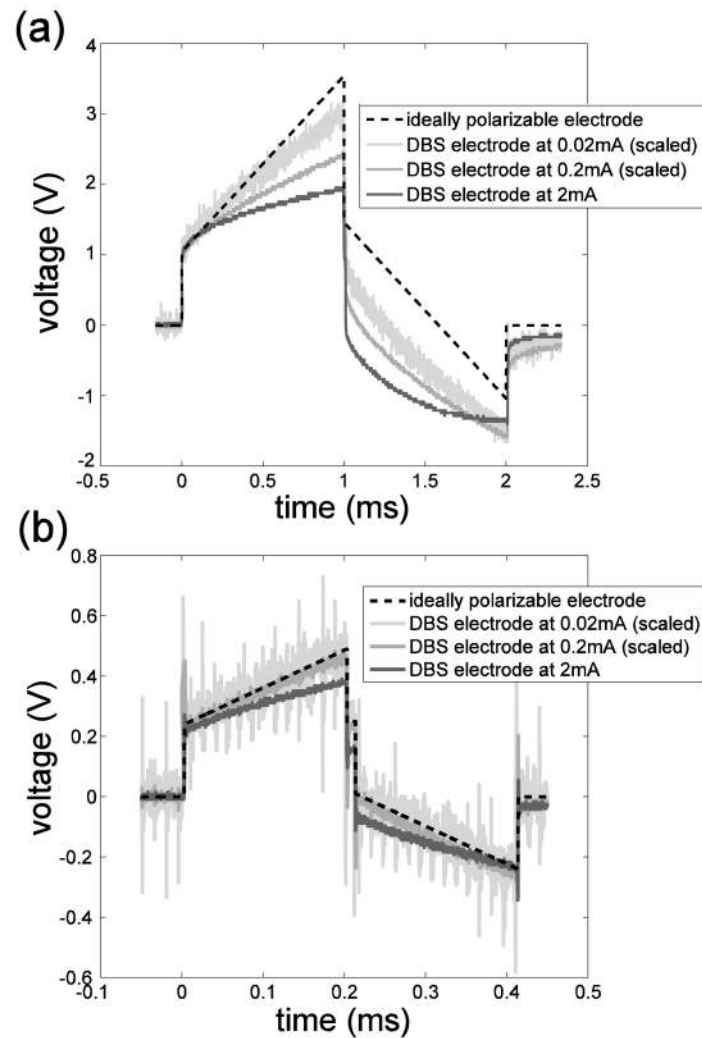 (a)
4
3
2
1
0
-1
-2
voltage (V)
ideally polarizable electrode
DBS electrode at 0.02mA (scaled)
DBS electrode at 0.2mA (scaled)
DBS electrode at 2mA
-0.5 0 0.5 1 1.5 2 2.5
time (ms)
(b)
0.8
0.6
0.4
0.2
0
-0.2
-0.4
-0.6
voltage (V)
ideally polarizable electrode
DBS electrode at 0.02mA (scaled)
DBS electrode at 0.2mA (scaled)
DBS electrode at 2mA
-0.1 0 0.1 0.2 0.3 0.4 0.5
time (ms)